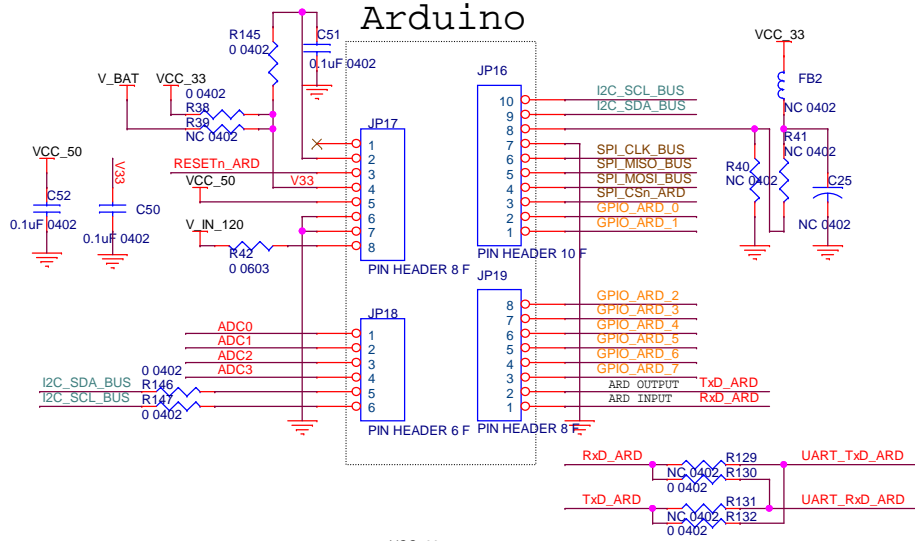 Arduino
R145
0 0402
C51
0.1uF 0402
VCC_33
V_BAT
VCC_33
0 0402
R38
R39
NC 0402
JP16
FB2
NC 0402
10
I2C_SCL_BUS
9
I2C_SDA_BUS
8
7
6
SPI_CLK_BUS
5
SPI_MISO_BUS
4
SPI_MOSI_BUS
3
SPI_CSn_ARD
2
GPIO_ARD_0
1
GPIO_ARD_1
PIN HEADER 10 F
R41
NC 0402
R40
NC 0402
C25
NC 0402
JP17
1
2
3
4
5
6
7
8
RESETn_ARD
VCC_50
V33
V_IN_120
R42
0 0603
PIN HEADER 8 F
VCC_50
V33
C52
0.1uF 0402
C50
0.1uF 0402
JP19
8
GPIO_ARD_2
7
GPIO_ARD_3
6
GPIO_ARD_4
5
GPIO_ARD_5
4
GPIO_ARD_6
3
GPIO_ARD_7
2
ARD OUTPUT
TxD_ARD
1
ARD INPUT
RxD_ARD
PIN HEADER 8 F
JP18
ADC0
1
ADC1
2
ADC2
3
ADC3
4
0 0402
I2C_SDA_BUS
R146
5
I2C_SCL_BUS
R147
6
0 0402
PIN HEADER 6 F
RxD_ARD
R129
UART_TxD_ARD
NC 0402
R130
0 0402
TxD_ARD
R131
UART_RxD_ARD
NC 0402
R132
0 0402